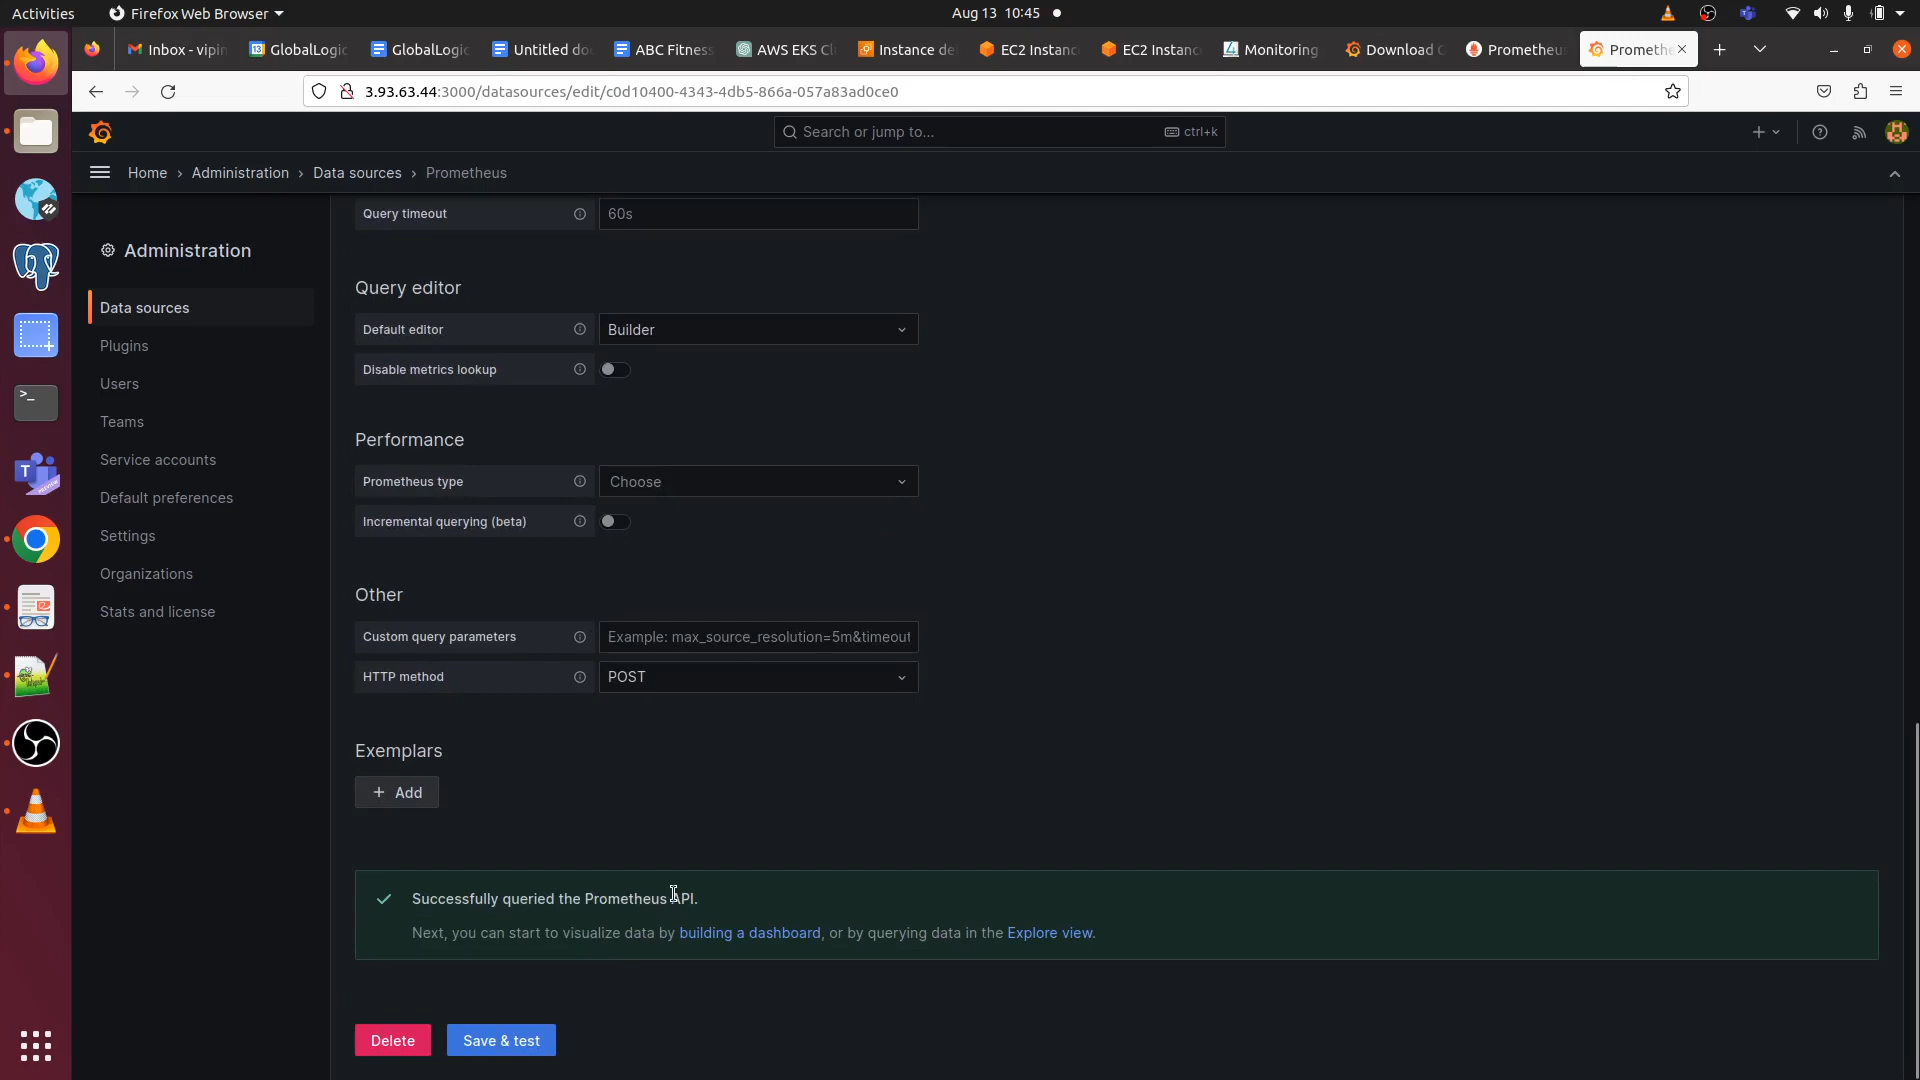 Activities
Firefox Web Browser
Aug 13 10:45
Inbox - vipin
GlobalLogic
GlobalLogic
Untitled do
ABC Fitness
AWS EKS Cl
Instance de
EC2 Instanc
EC2 Instanc
Monitoring
Download
Prometheus
Prometh
3.93.63.44:3000/datasources/edit/c0d10400-4343-4db5-866a-057a83ad0ce0
Search or jump to...
ctrl+k
Home › Administration › Data sources › Prometheus
Administration
Data sources
Plugins
Users
Teams
Service accounts
Default preferences
Settings
Organizations
Stats and license
Query timeout
60s
Query editor
Default editor
Builder
Disable metrics lookup
Performance
Prometheus type
Choose
Incremental querying (beta)
Other
Custom query parameters
Example: max_source_resolution=5m&timeout
HTTP method
POST
Exemplars
+ Add
Successfully queried the Prometheus API.
Next, you can start to visualize data by building a dashboard, or by querying data in the Explore view.
Delete
Save & test